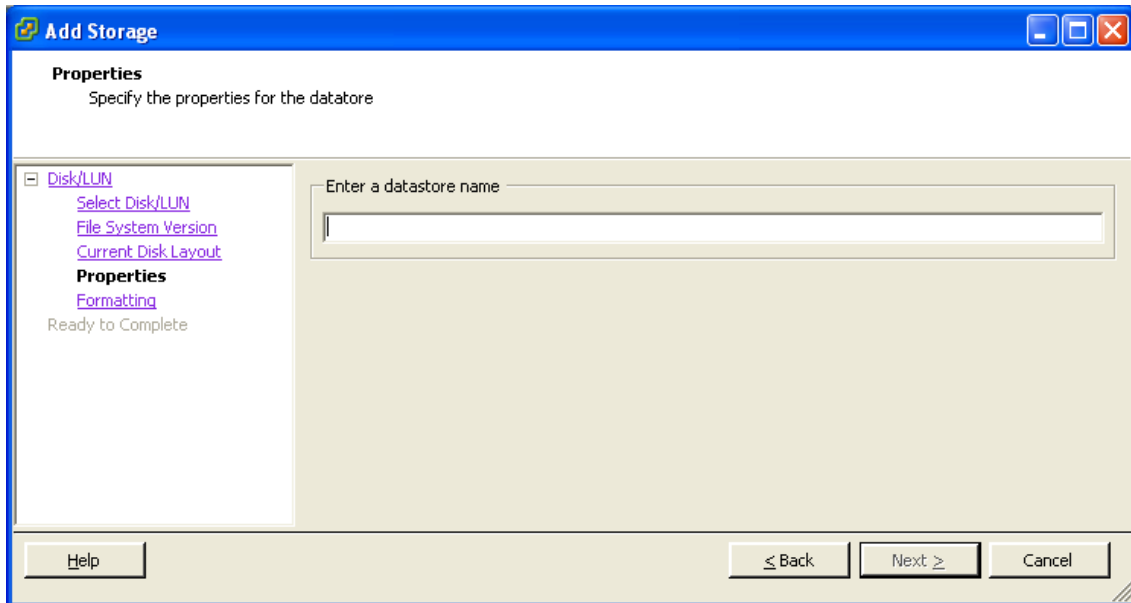 Add Storage
Properties
Specify the properties for the datatore
Disk/LUN
Select Disk/LUN
File System Version
Current Disk Layout
Properties
Formatting
Ready to Complete
Enter a datastore name
Help
< Back
Next >
Cancel